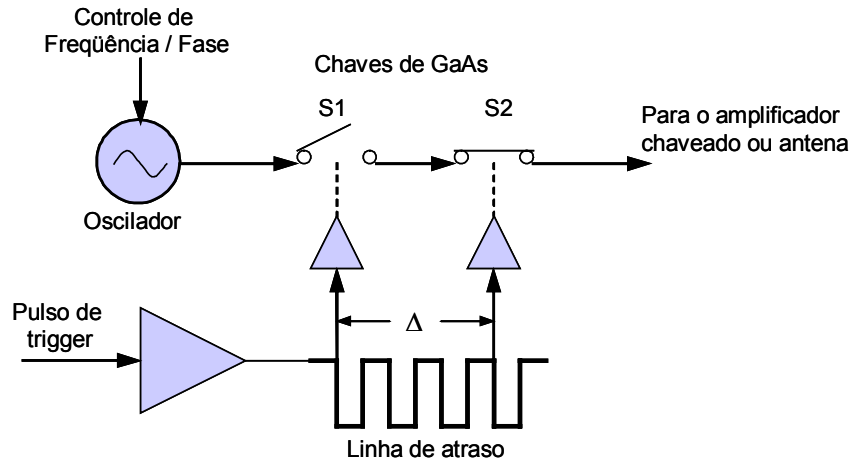 Controle de
Freqüência / Fase
Chaves de GaAs
S1
S2
Para o amplificador
chaveado ou antena
Oscilador
Pulso de
trigger
Δ
Linha de atraso